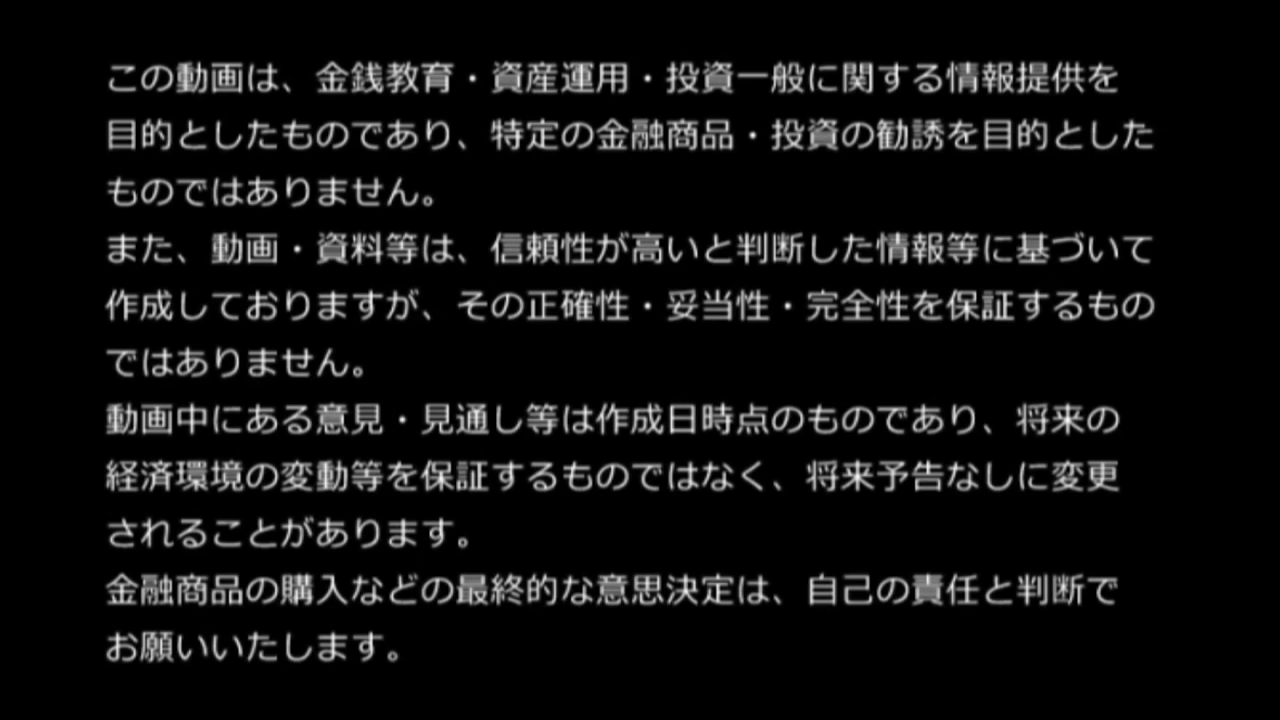 この動画は、金銭教育・資産運用・投資一般に関する情報提供を
目的としたものであり、特定の金融商品・投資の勧誘を目的とした
ものではありません。
また、動画・資料等は、信頼性が高いと判断した情報等に基づいて
作成しておりますが、その正確性・妥当性・完全性を保証するもの
ではありません。
動画中にある意見・見通し等は作成日時点のものであり、将来の
経済環境の変動等を保証するものではなく、将来予告なしに変更
されることがあります。
金融商品の購入などの最終的な意思決定は、自己の責任と判断で
お願いいたします。